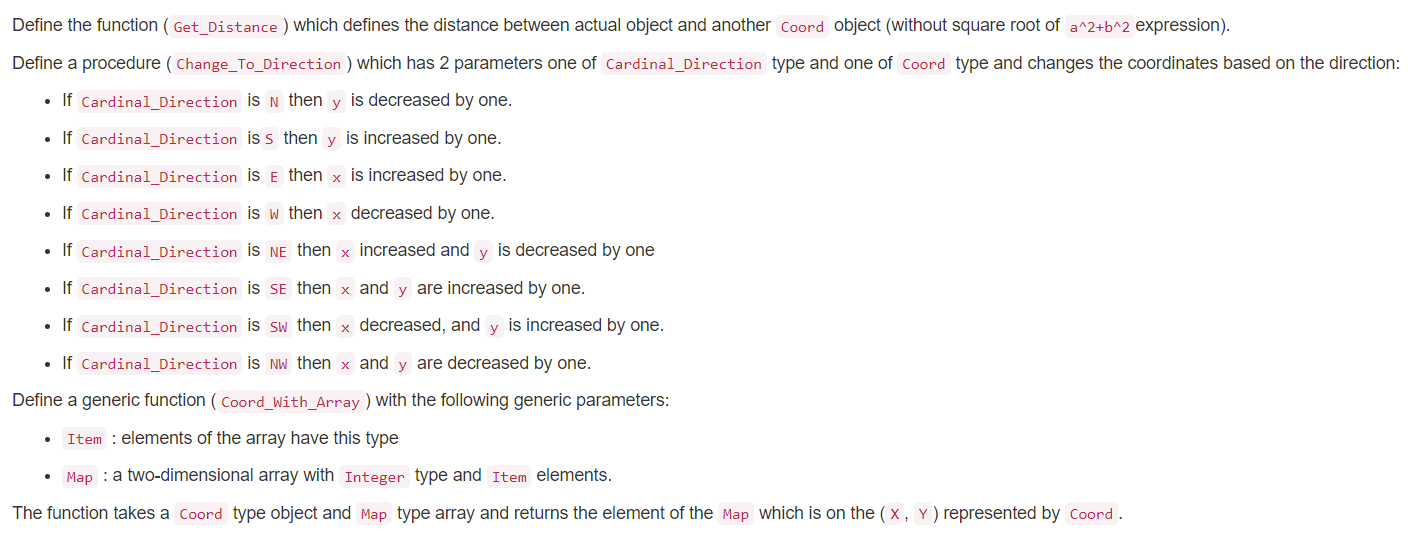 Define the function ( Get_Distance ) which defines the distance between actual object and another Coord object (without square root of a^2+b^2 expression).
Define a procedure ( Change_To_Direction ) which has 2 parameters one of Cardinal_Direction type and one of Coord type and changes the coordinates based on the direction:
• If Cardinal_Direction is N then y is decreased by one.
• If Cardinal_Direction is S then y is increased by one.
• If Cardinal_Direction is E then x is increased by one.
• If Cardinal_Direction is W then x decreased by one.
• If Cardinal_Direction is NE then x increased and y is decreased by one
• If Cardinal_Direction is SE then x and y are increased by one.
• If Cardinal_Direction is SW then x decreased, and y is increased by one.
• If Cardinal_Direction is NW then x and y are decreased by one.
Define a generic function ( Coord_With_Array ) with the following generic parameters:
• Item : elements of the array have this type
• Map : a two-dimensional array with Integer type and Item elements.
The function takes a Coord type object and Map type array and returns the element of the Map which is on the ( X , Y ) represented by Coord .